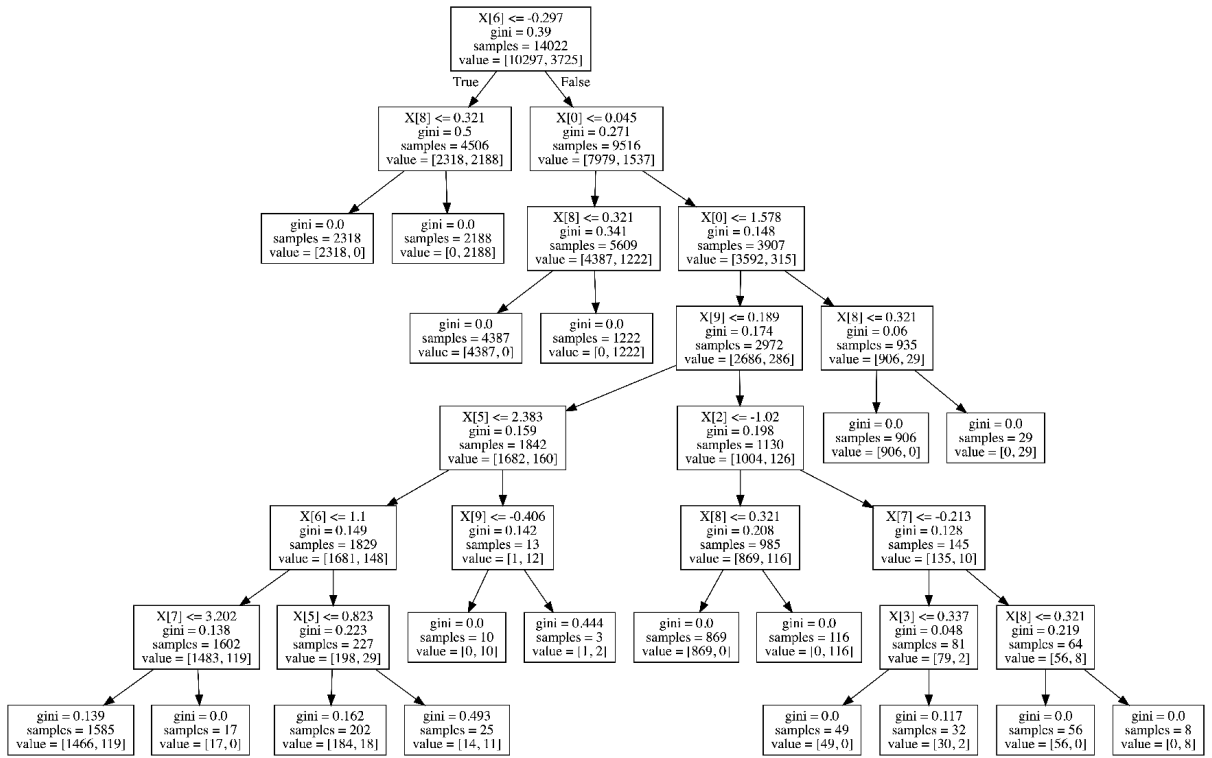 X[6] <= -0.297
gini = 0.39
samples = 14022
value = [10297, 3725]
True
False
X[8] <= 0.321
gini = 0.5
samples = 4506
value = [2318, 2188]
X[0] <= 0.045
gini = 0.271
samples = 9516
value = [7979, 1537]
gini = 0.0
samples = 2318
value = [2318, 0]
gini = 0.0
samples = 2188
value = [0, 2188]
X[8] <= 0.321
gini = 0.341
samples = 5609
value = [4387, 1222]
X[0] <= 1.578
gini = 0.148
samples = 3907
value = [3592, 315]
gini = 0.0
samples = 4387
value = [4387, 0]
gini = 0.0
samples = 1222
value = [0, 1222]
X[9] <= 0.189
gini = 0.174
samples = 2972
value = [2686, 286]
X[8] <= 0.321
gini = 0.06
samples = 935
value = [906, 29]
X[5] <= 2.383
gini = 0.159
samples = 1842
value = [1682, 160]
X[2] <= -1.02
gini = 0.198
samples = 1130
value = [1004, 126]
gini = 0.0
samples = 906
value = [906, 0]
gini = 0.0
samples = 29
value = [0, 29]
X[6] <= 1.1
gini = 0.149
samples = 1829
value = [1681, 148]
X[9] <= -0.406
gini = 0.142
samples = 13
value = [1, 12]
X[8] <= 0.321
gini = 0.208
samples = 985
value = [869, 116]
X[7] <= -0.213
gini = 0.128
samples = 145
value = [135, 10]
X[7] <= 3.202
gini = 0.138
samples = 1602
value = [1483, 119]
X[5] <= 0.823
gini = 0.223
samples = 227
value = [198, 29]
gini = 0.0
samples = 10
value = [0, 10]
gini = 0.444
samples = 3
value = [1, 2]
gini = 0.0
samples = 869
value = [869, 0]
gini = 0.0
samples = 116
value = [0, 116]
X[3] <= 0.337
gini = 0.048
samples = 81
value = [79, 2]
X[8] <= 0.321
gini = 0.219
samples = 64
value = [56, 8]
gini = 0.139
samples = 1585
value = [1466, 119]
gini = 0.0
samples = 17
value = [17, 0]
gini = 0.162
samples = 202
value = [184, 18]
gini = 0.493
samples = 25
value = [14, 11]
gini = 0.0
samples = 49
value = [49, 0]
gini = 0.117
samples = 32
value = [30, 2]
gini = 0.0
samples = 56
value = [56, 0]
gini = 0.0
samples = 8
value = [0, 8]